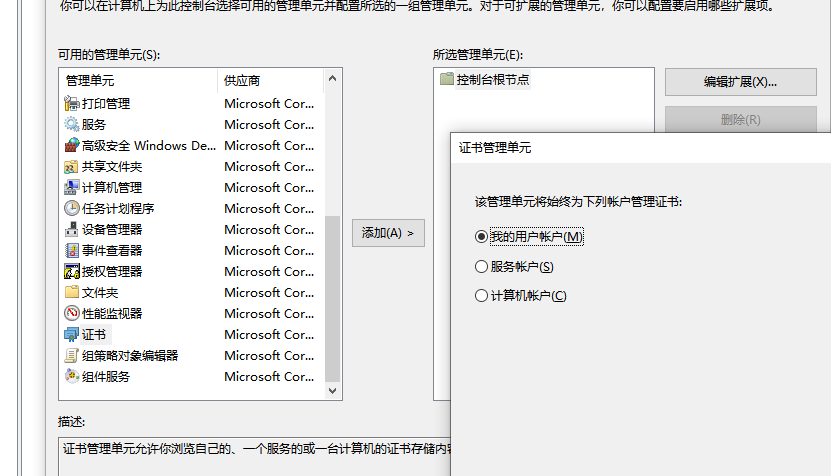 你可以在计算机上为此控制台选择可用的管理单元并配置所选的一组管理单元。对于可扩展的管理单元，你可以配置要启用哪些扩展项。
可用的管理单元(S):
所选管理单元(E):
管理单元 供应商
打印管理 Microsoft Cor...
服务 Microsoft Cor...
高级安全 Windows De... Microsoft Cor...
共享文件夹 Microsoft Cor...
计算机管理 Microsoft Cor...
任务计划程序 Microsoft Cor...
设备管理器 Microsoft Cor...
事件查看器 Microsoft Cor...
授权管理器 Microsoft Cor...
文件夹 Microsoft Cor...
性能监视器 Microsoft Cor...
证书 Microsoft Cor...
组策略对象编辑器 Microsoft Cor...
组件服务 Microsoft Cor...
添加(A) >
控制台根节点
编辑扩展(X)...
删除(R)
证书管理单元
该管理单元将始终为下列帐户管理证书:
我的用户帐户(M)
服务帐户(S)
计算机帐户(C)
描述:
证书管理单元允许你浏览自己的、一个服务的或一台计算机的证书存储内容